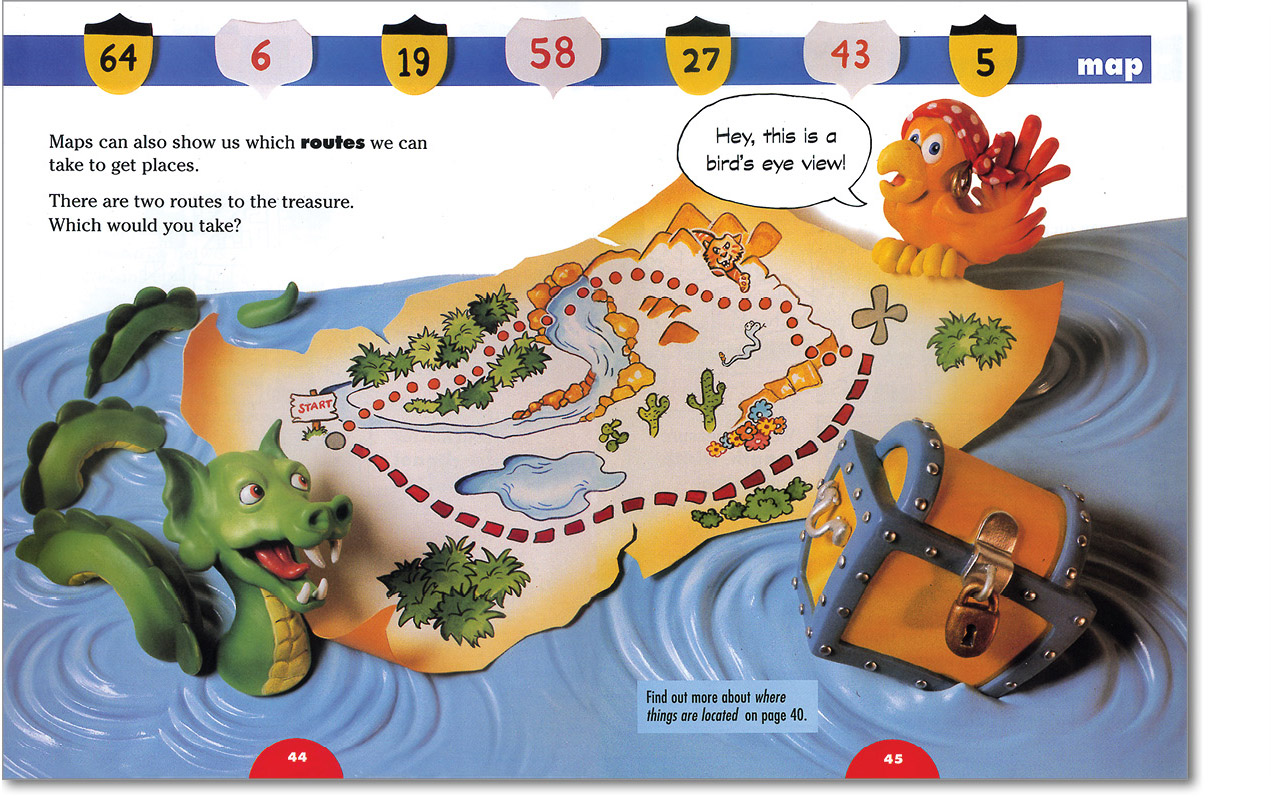 64
6
19
58
27
43
5
map
Maps can also show us which routes we can
take to get places.
There are two routes to the treasure.
Which would you take?
Hey, this is a
bird's eye view!
START
Find out more about where
things are located on page 40.
44
45